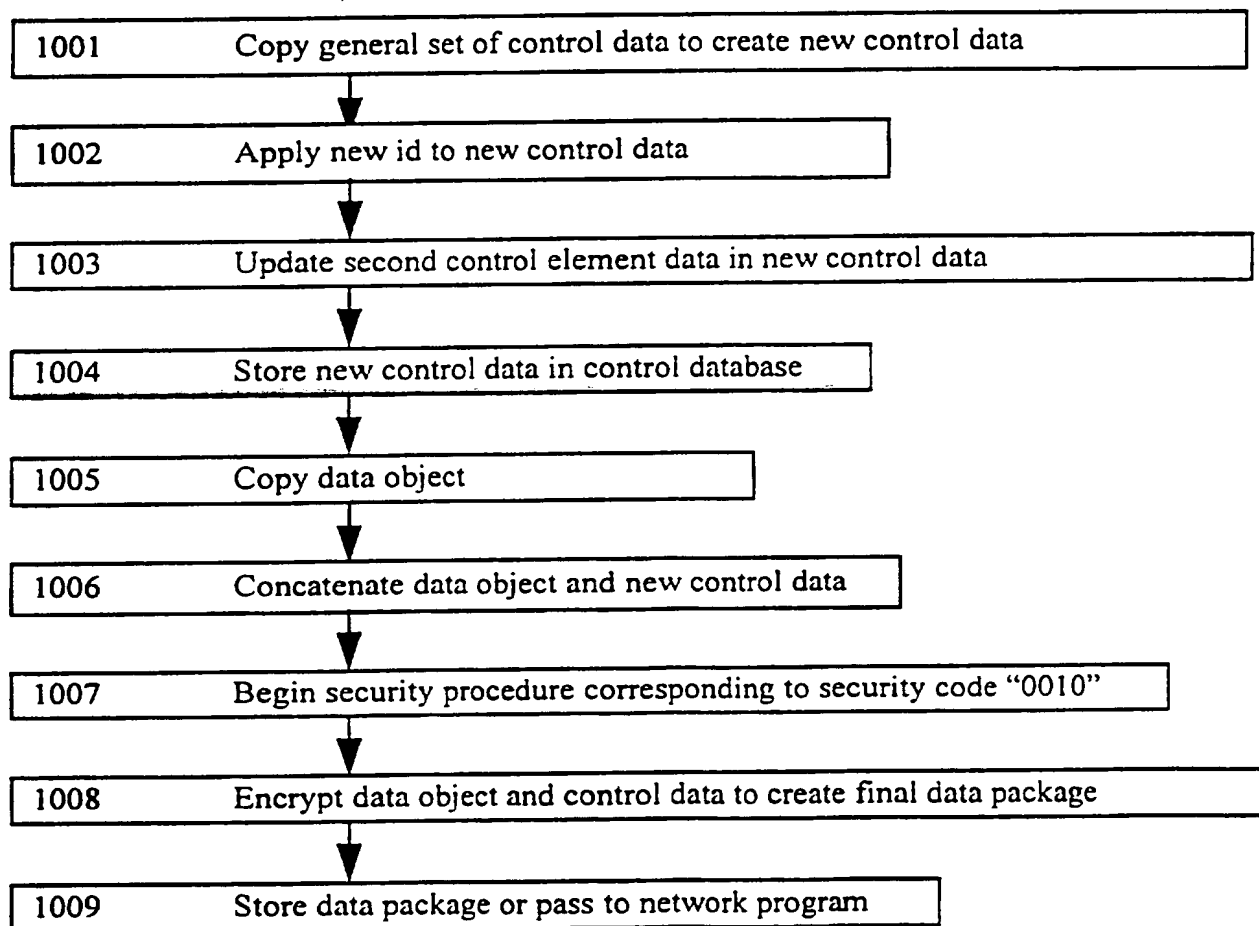 1001 Copy general set of control data to create new control data
1002 Apply new id to new control data
1003 Update second control element data in new control data
1004 Store new control data in control database
1005 Copy data object
1006 Concatenate data object and new control data
1007 Begin security procedure corresponding to security code “0010”
1008 Encrypt data object and control data to create final data package
1009 Store data package or pass to network program